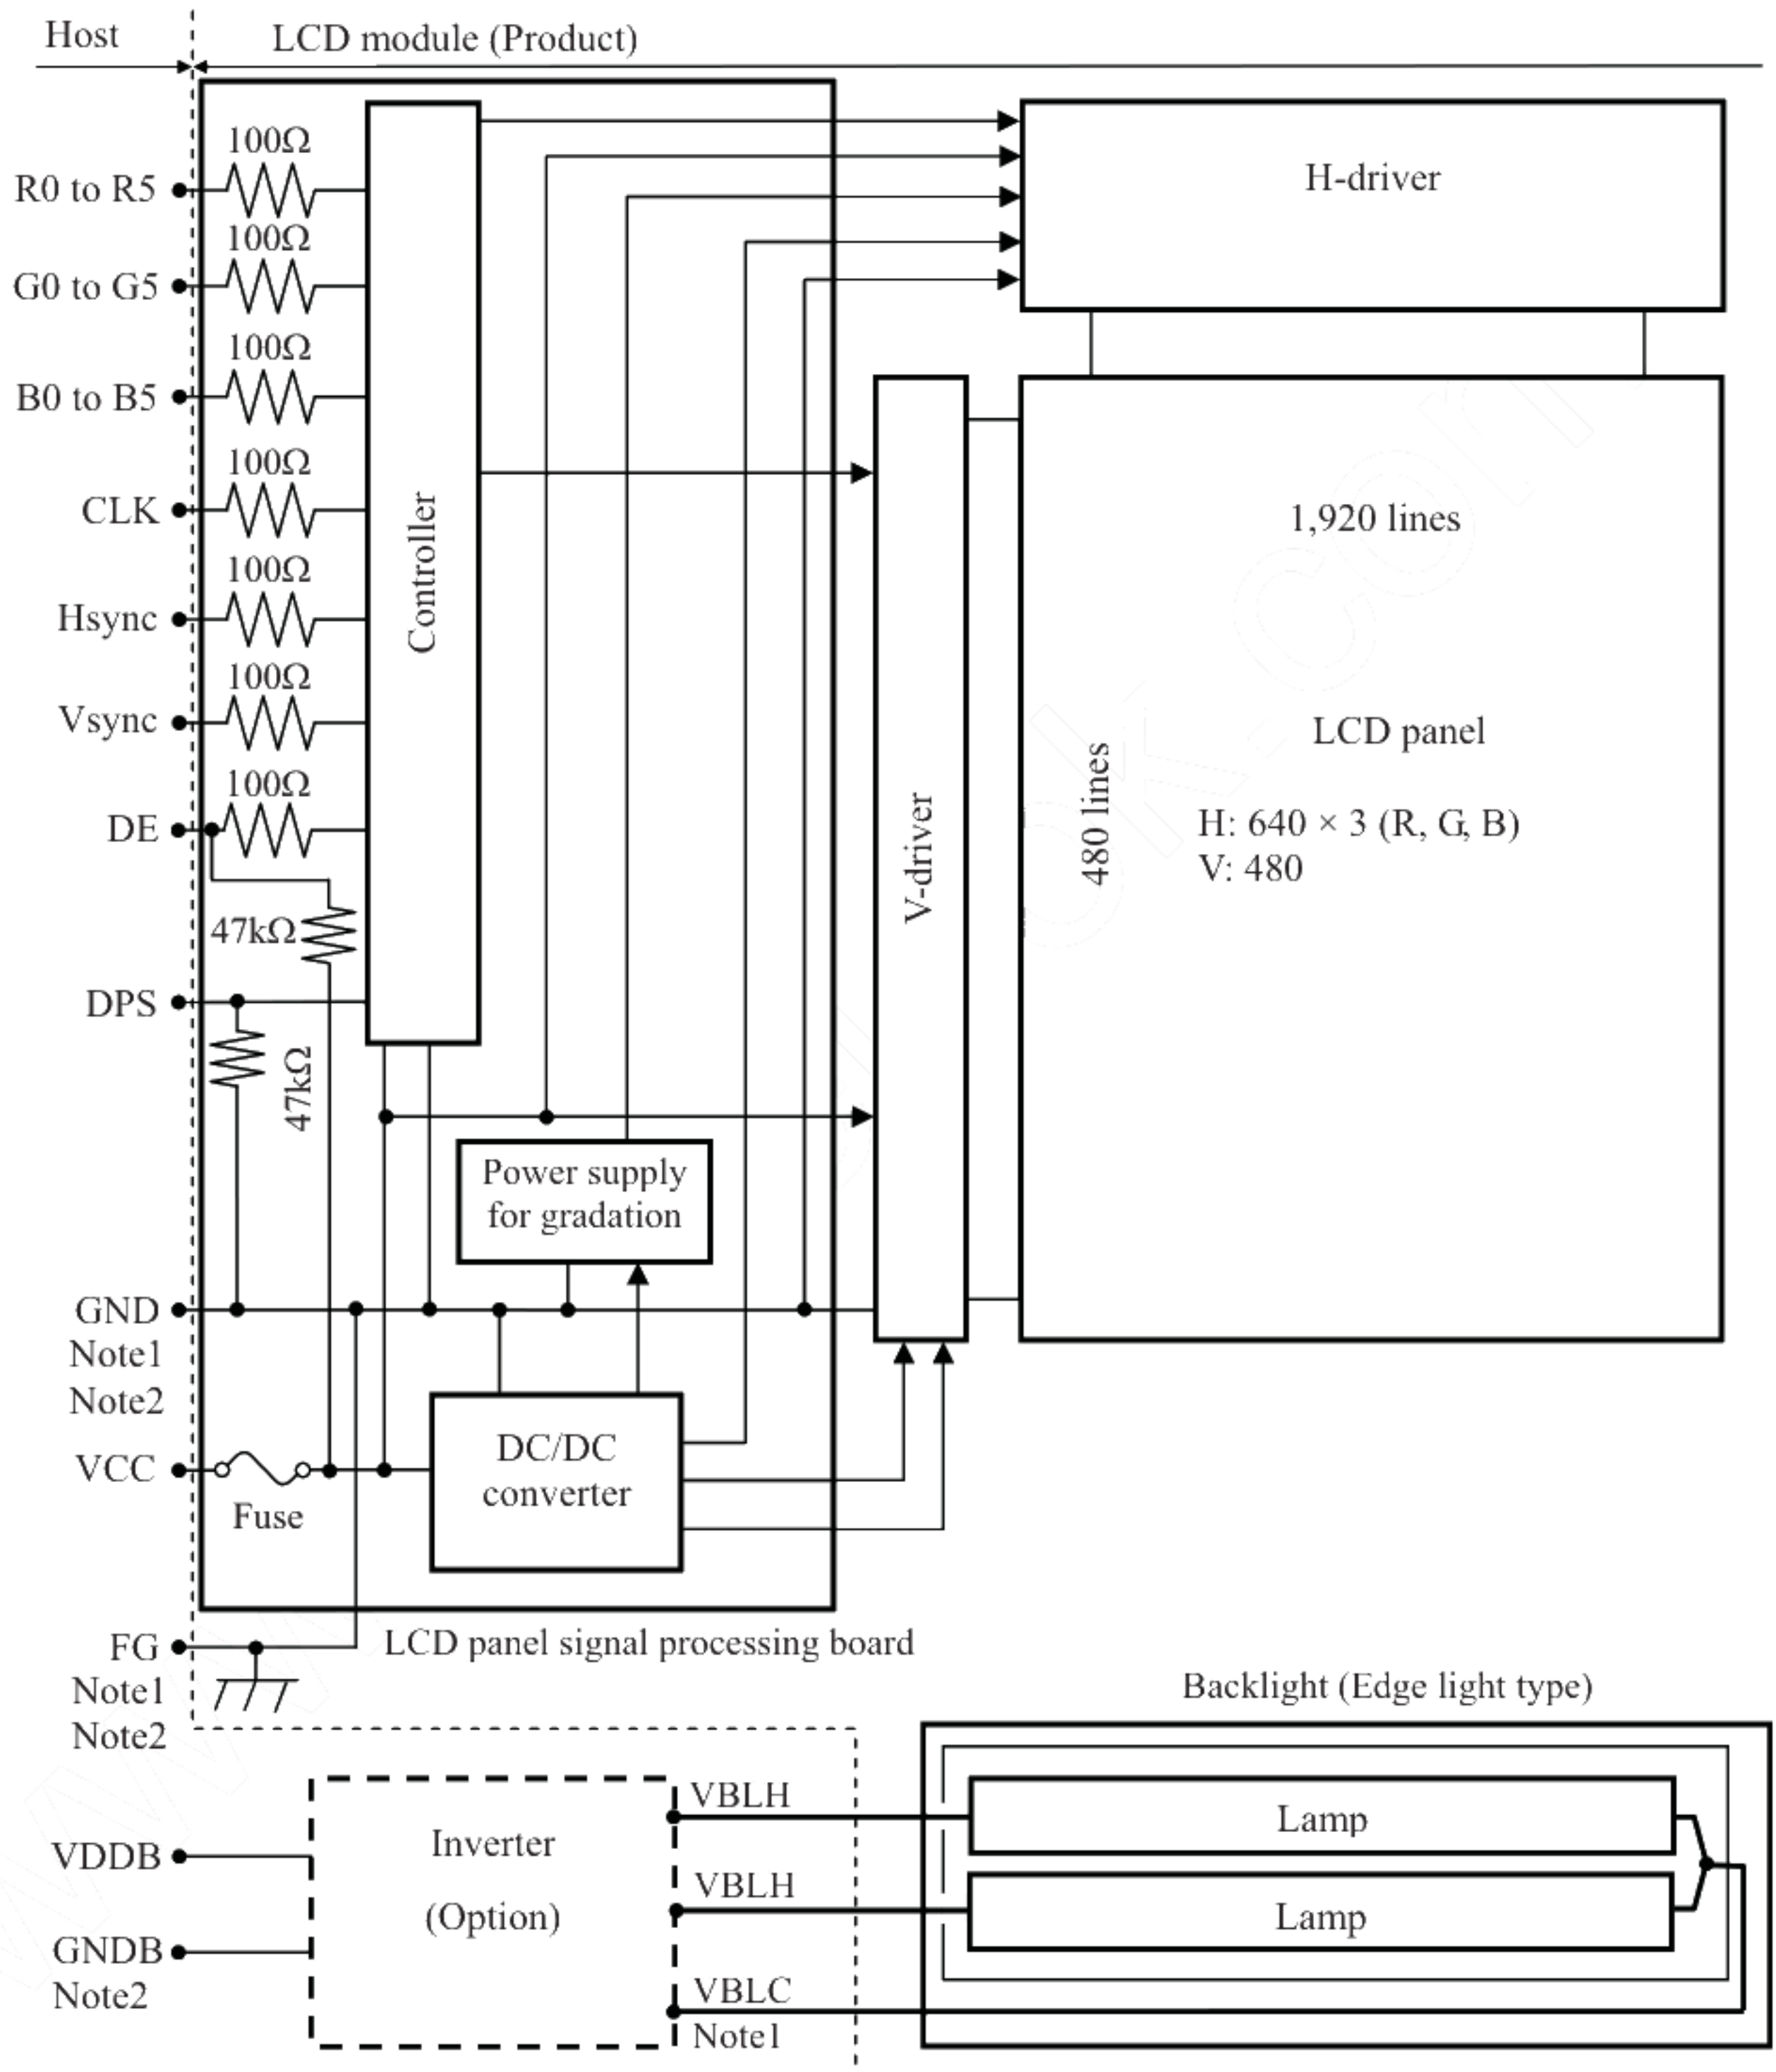 Host
LCD module (Product)
100Ω
R0 to R5
100Ω
G0 to G5
100Ω
B0 to B5
100Ω
CLK
100Ω
Hsync
100Ω
Vsync
100Ω
DE
47kΩ
DPS
47kΩ
Controller
H-driver
V-driver
1,920 lines
480 lines
LCD panel
H: 640 × 3 (R, G, B)
V: 480
Power supply
for gradation
GND
Note1
Note2
VCC
Fuse
DC/DC
converter
FG
Note1
Note2
LCD panel signal processing board
Backlight (Edge light type)
VDDB
GNDB
Note2
Inverter
(Option)
VBLH
Lamp
VBLH
Lamp
VBLC
Note1